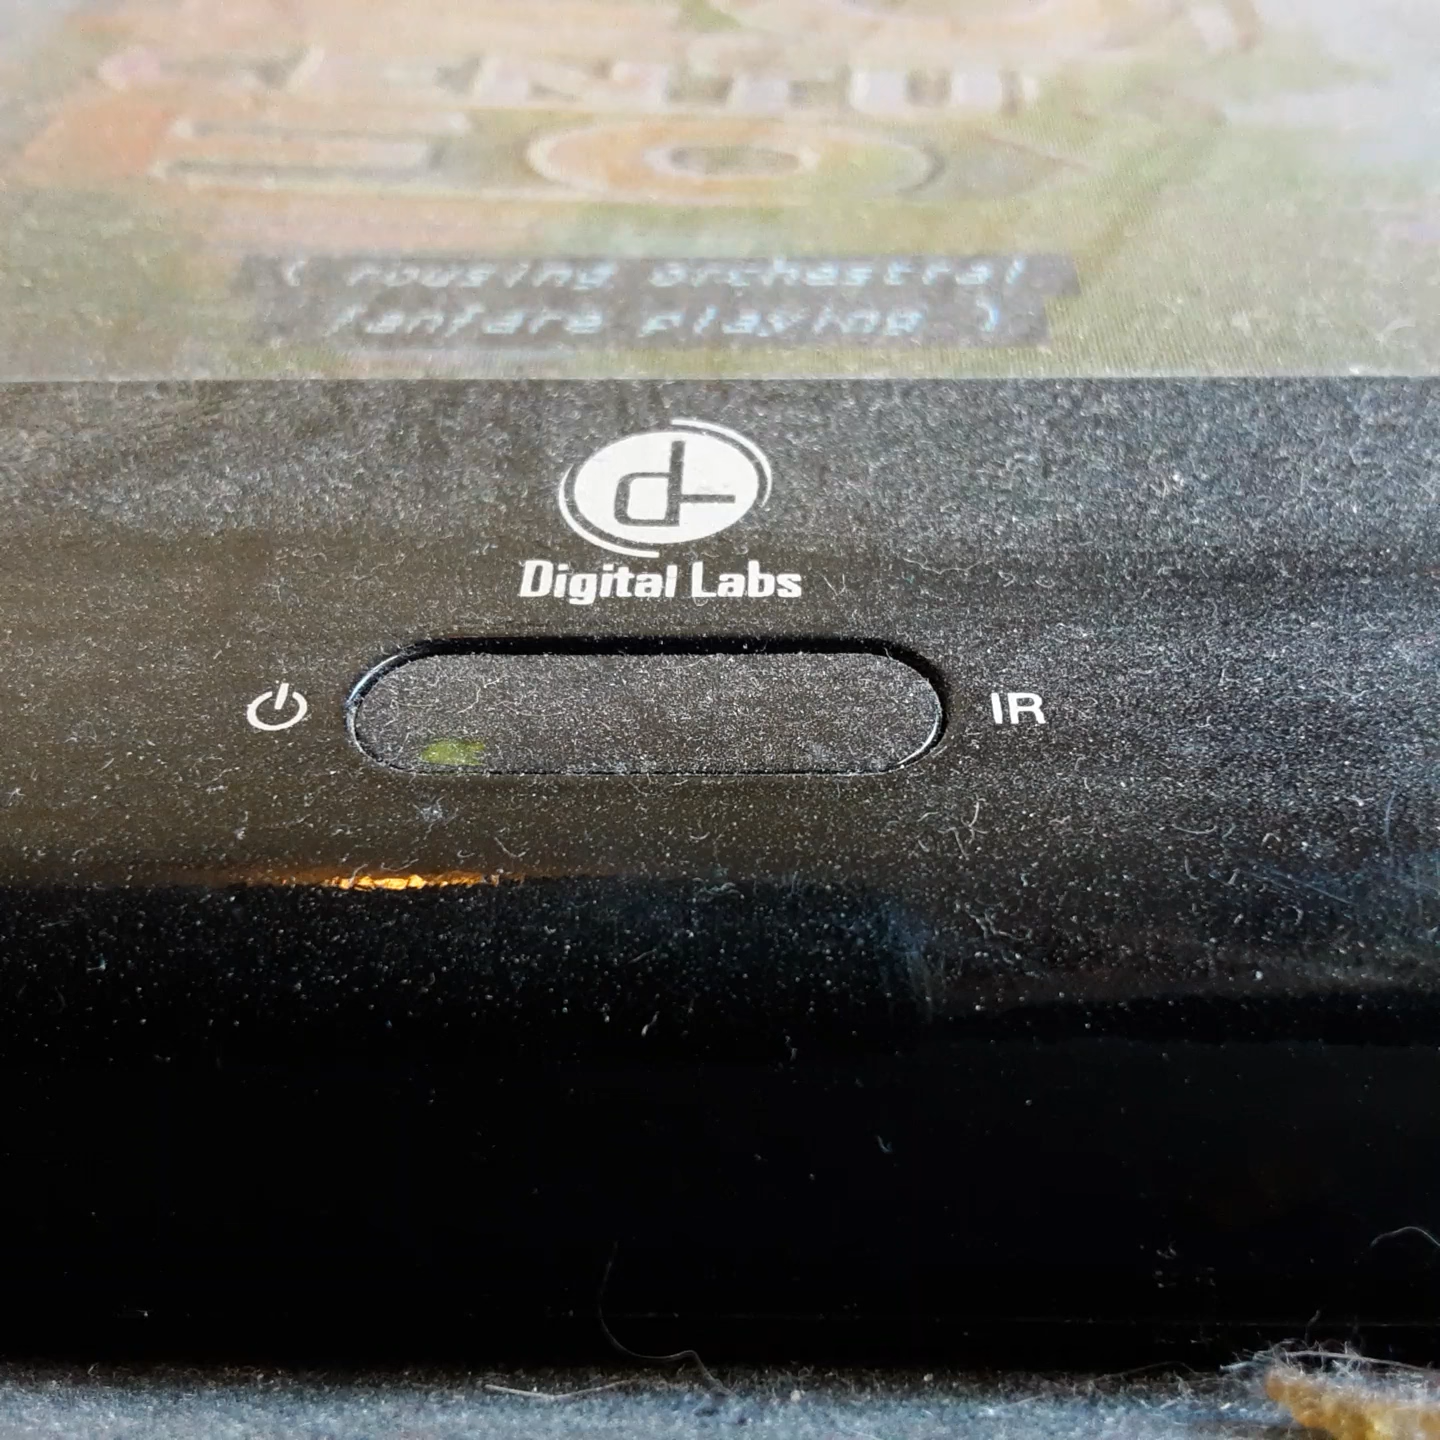 ( rousing orchestral
fanfare playing )
Digital Labs
IR